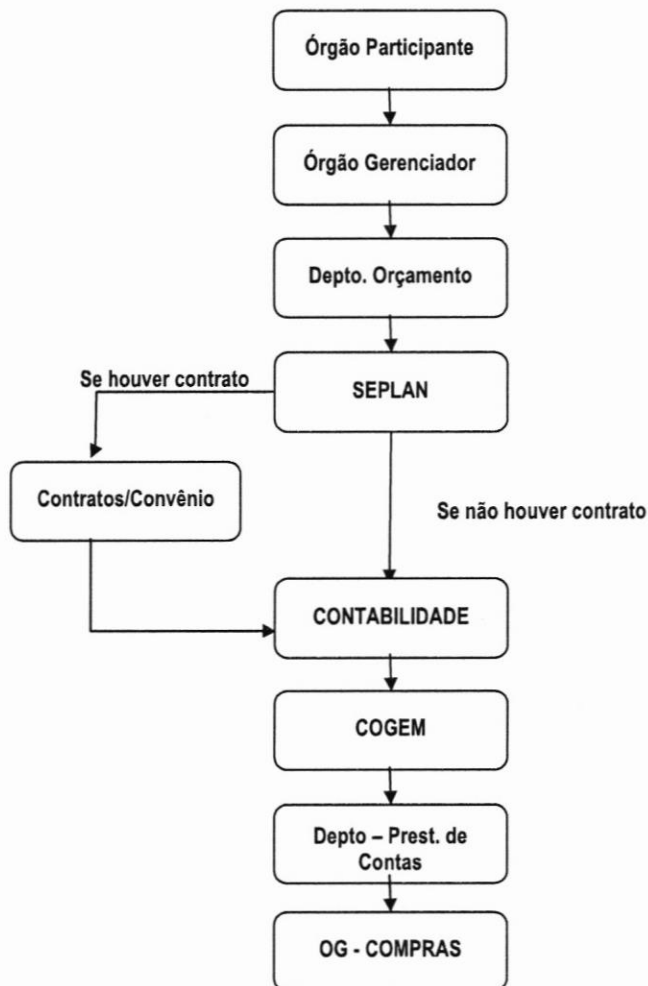 Órgão Participante
Órgão Gerenciador
Depto. Orçamento
Se houver contrato
SEPLAN
Contratos/Convênio
Se não houver contrato
CONTABILIDADE
COGEM
Depto – Prest. de
Contas
OG - COMPRAS